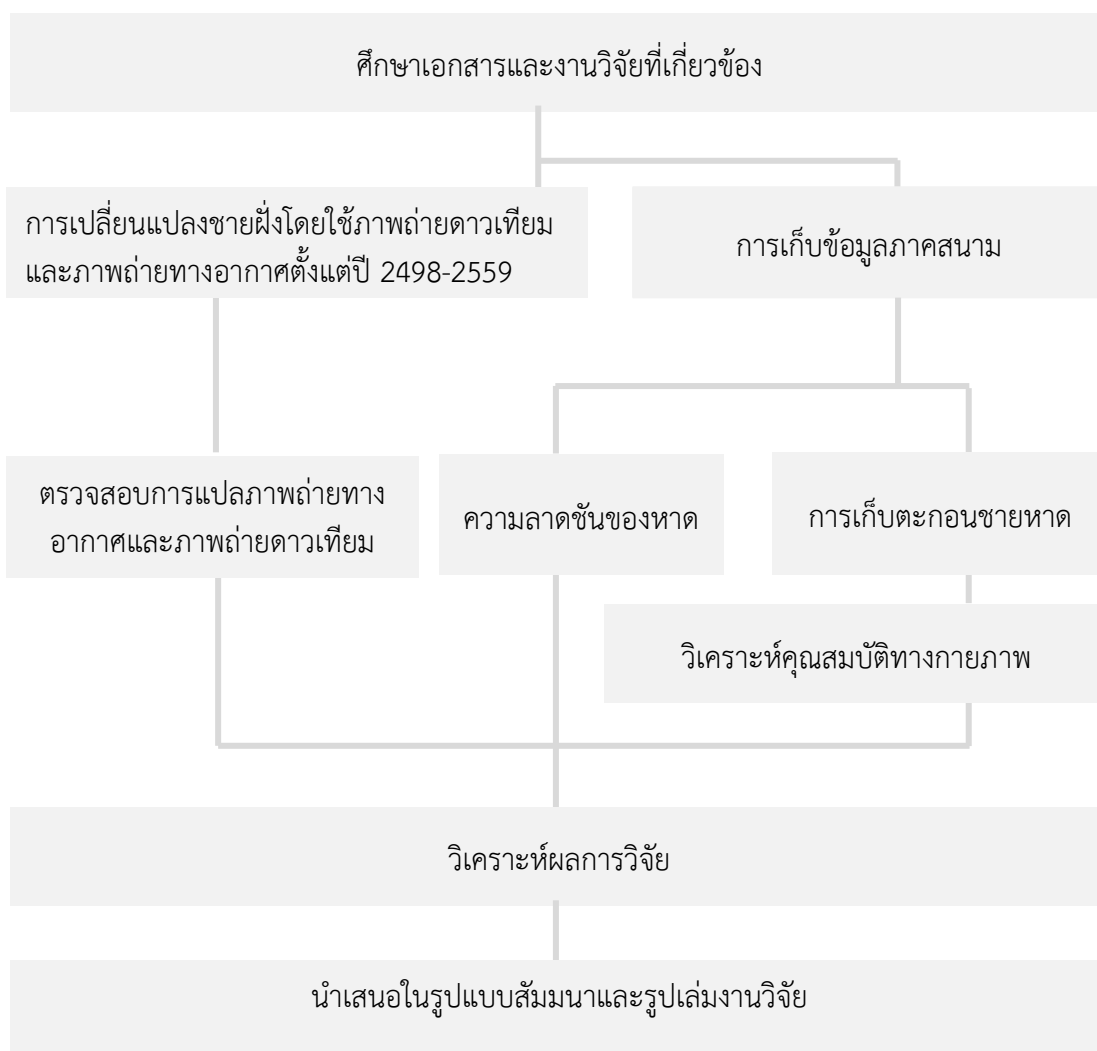 ศึกษาเอกสารและงานวิจัยที่เกี่ยวข้อง
การเปลี่ยนแปลงชายฝั่งโดยใช้ภาพถ่ายดาวเทียม
และภาพถ่ายทางอากาศตั้งแต่ปี 2498-2559
การเก็บข้อมูลภาคสนาม
ตรวจสอบการแปลภาพถ่ายทาง
อากาศและภาพถ่ายดาวเทียม
ความลาดชันของหาด
การเก็บตะกอนชายหาด
วิเคราะห์คุณสมบัติทางกายภาพ
วิเคราะห์ผลการวิจัย
นำเสนอในรูปแบบสัมมนาและรูปเล่มงานวิจัย